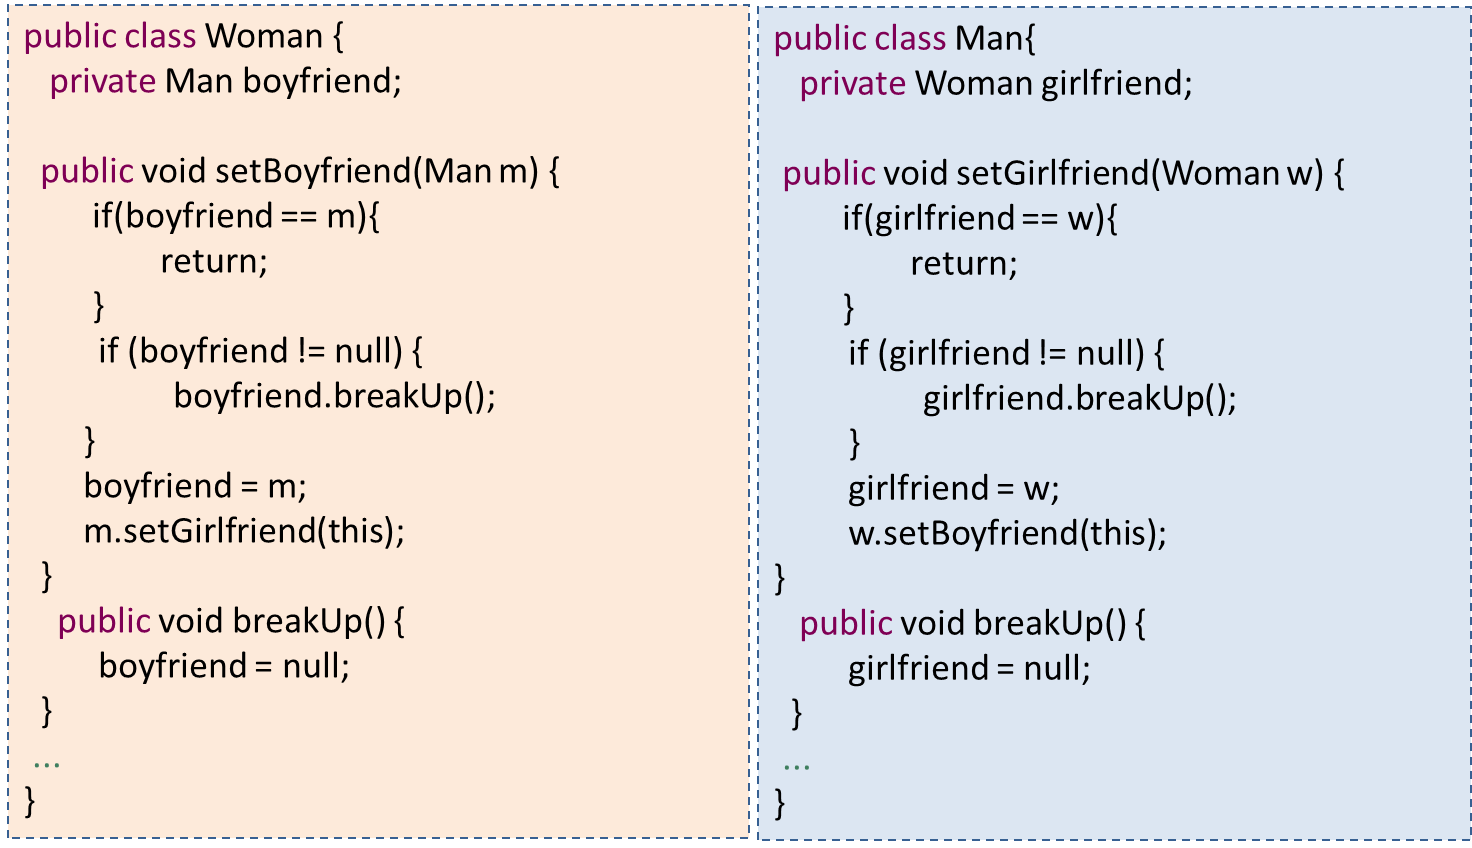 public class Woman {
private Man boyfriend;
public void setBoyfriend(Man m) {
if(boyfriend == m){
return;
}
if (boyfriend != null) {
boyfriend.breakUp();
}
boyfriend = m;
m.setGirlfriend(this);
}
public void breakUp() {
boyfriend = null;
}
...
}
public class Man{
private Woman girlfriend;
public void setGirlfriend(Woman w) {
if(girlfriend == w){
return;
}
if (girlfriend != null) {
girlfriend.breakUp();
}
girlfriend = w;
w.setBoyfriend(this);
}
public void breakUp() {
girlfriend = null;
}
...
}